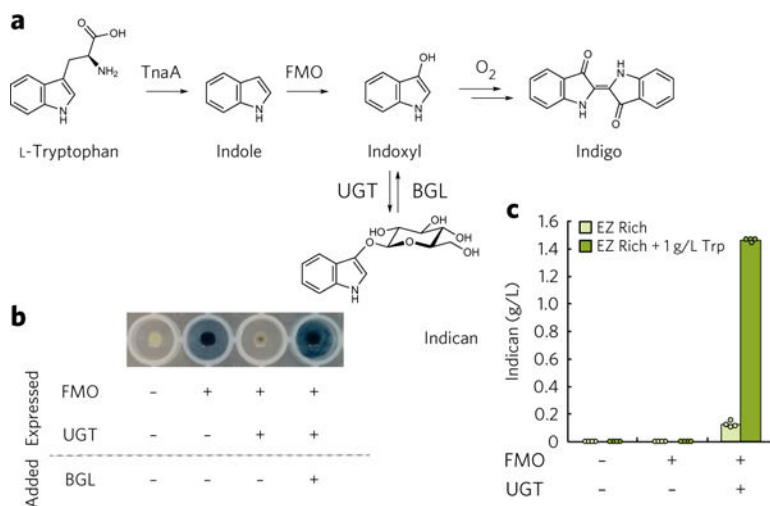 a
L-Tryptophan
O
OH
NH₂
N
H
TnaA
Indole
N
H
FMO
Indoxyl
OH
N
H
O₂
Indigo
O
H
N
N
H
O
UGT
BGL
Indican
OH
HO
O
O
OH
OH
N
H
b
Expressed
FMO – + + +
UGT – – + +
Added
BGL – – – +
c
EZ Rich
EZ Rich + 1 g/L Trp
Indican (g/L)
1.6
1.4
1.2
1.0
0.8
0.6
0.4
0.2
0
FMO – + +
UGT – – +